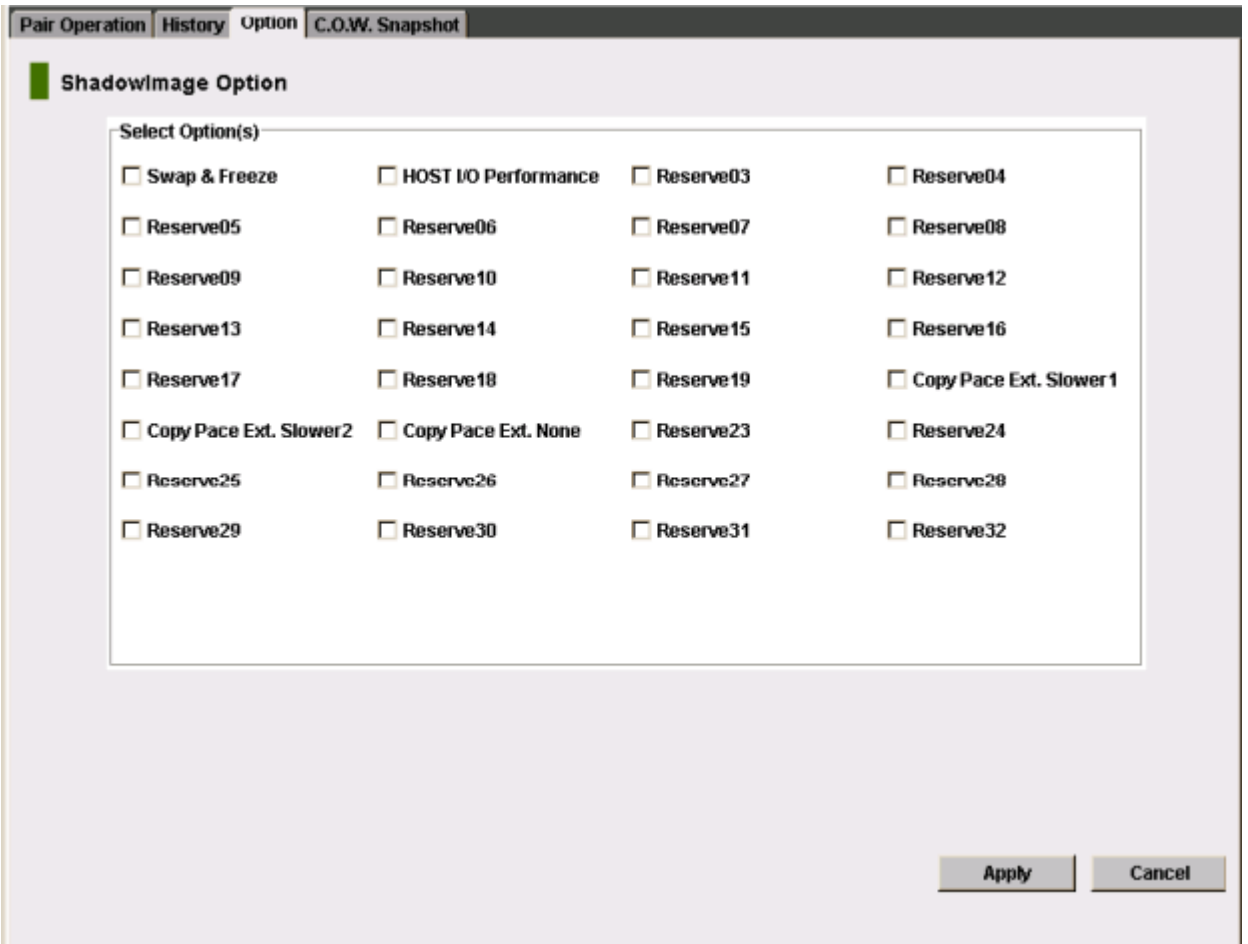 Pair Operation History Option C.O.W. Snapshot
ShadowImage Option
Select Option(s)
Swap & Freeze HOST I/O Performance Reserve03 Reserve04
Reserve05 Reserve06 Reserve07 Reserve08
Reserve09 Reserve10 Reserve11 Reserve12
Reserve13 Reserve14 Reserve15 Reserve16
Reserve17 Reserve18 Reserve19 Copy Pace Ext. Slower1
Copy Pace Ext. Slower2 Copy Pace Ext. None Reserve23 Reserve24
Reserve25 Reserve26 Reserve27 Reserve28
Reserve29 Reserve30 Reserve31 Reserve32
Apply Cancel